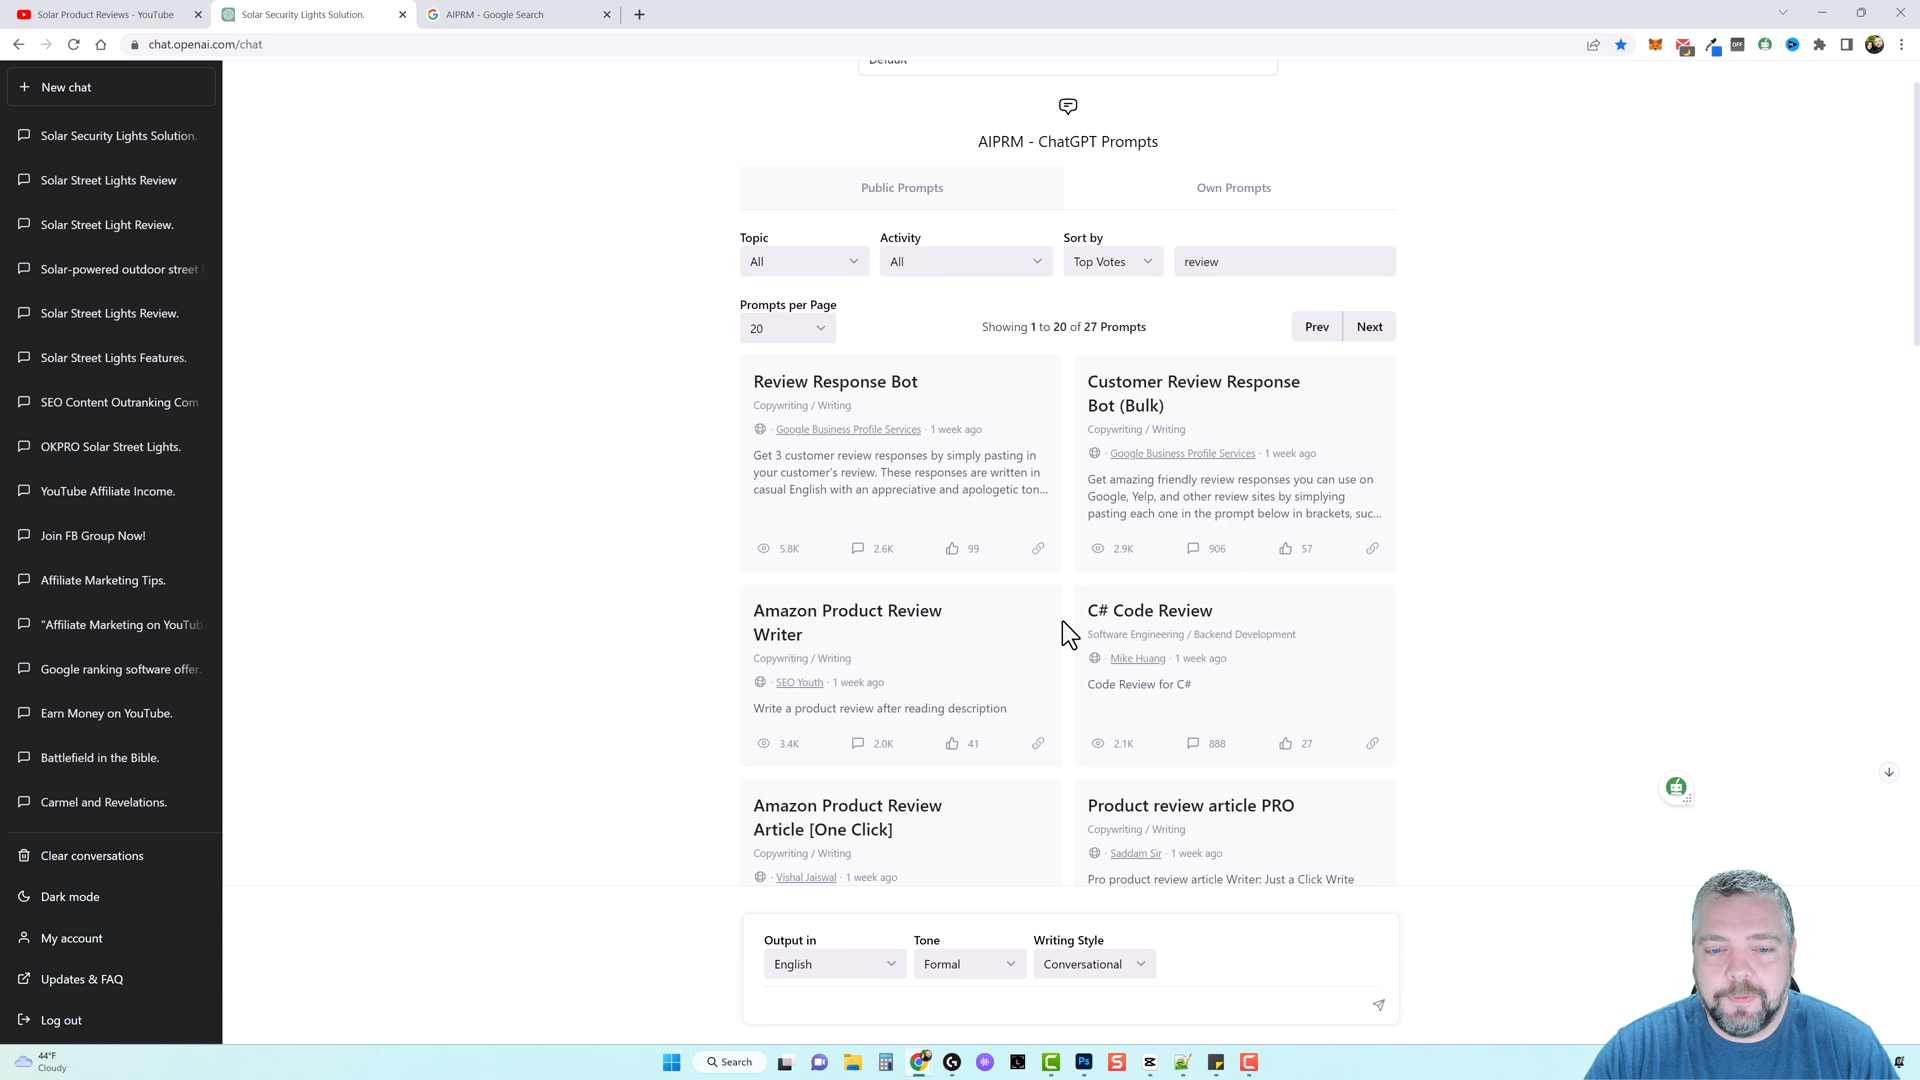 Solar Product Reviews - YouTube
Solar Security Lights Solution.
AIPRM - Google Search
chat.openai.com/chat
New chat
Solar Security Lights Solution.
Solar Street Lights Review
Solar Street Light Review.
Solar-powered outdoor street
Solar Street Lights Review.
Solar Street Lights Features.
SEO Content Outranking Com
OKPRO Solar Street Lights.
YouTube Affiliate Income.
Join FB Group Now!
Affiliate Marketing Tips.
"Affiliate Marketing on YouTub
Google ranking software offer.
Earn Money on YouTube.
Battlefield in the Bible.
Carmel and Revelations.
Clear conversations
Dark mode
My account
Updates & FAQ
Log out
Default
AIPRM - ChatGPT Prompts
Public Prompts
Own Prompts
Topic
Activity
Sort by
All
All
Top Votes
review
Prompts per Page
20
Showing 1 to 20 of 27 Prompts
Prev
Next
Review Response Bot
Copywriting / Writing
· Google Business Profile Services · 1 week ago
Get 3 customer review responses by simply pasting in
your customer's review. These responses are written in
casual English with an appreciative and apologetic ton...
5.8K
2.6K
99
Customer Review Response
Bot (Bulk)
Copywriting / Writing
· Google Business Profile Services · 1 week ago
Get amazing friendly review responses you can use on
Google, Yelp, and other review sites by simplying
pasting each one in the prompt below in brackets, suc...
2.9K
906
57
Amazon Product Review
Writer
Copywriting / Writing
· SEO Youth · 1 week ago
Write a product review after reading description
3.4K
2.0K
41
C# Code Review
Software Engineering / Backend Development
· Mike Huang · 1 week ago
Code Review for C#
2.1K
888
27
Amazon Product Review
Article [One Click]
Copywriting / Writing
· Vishal Jaiswal · 1 week ago
Product review article PRO
Copywriting / Writing
· Saddam Sir · 1 week ago
Pro product review article Writer: Just a Click Write
Output in
Tone
Writing Style
English
Formal
Conversational
44°F
Cloudy
Search
OFF
Ps
S